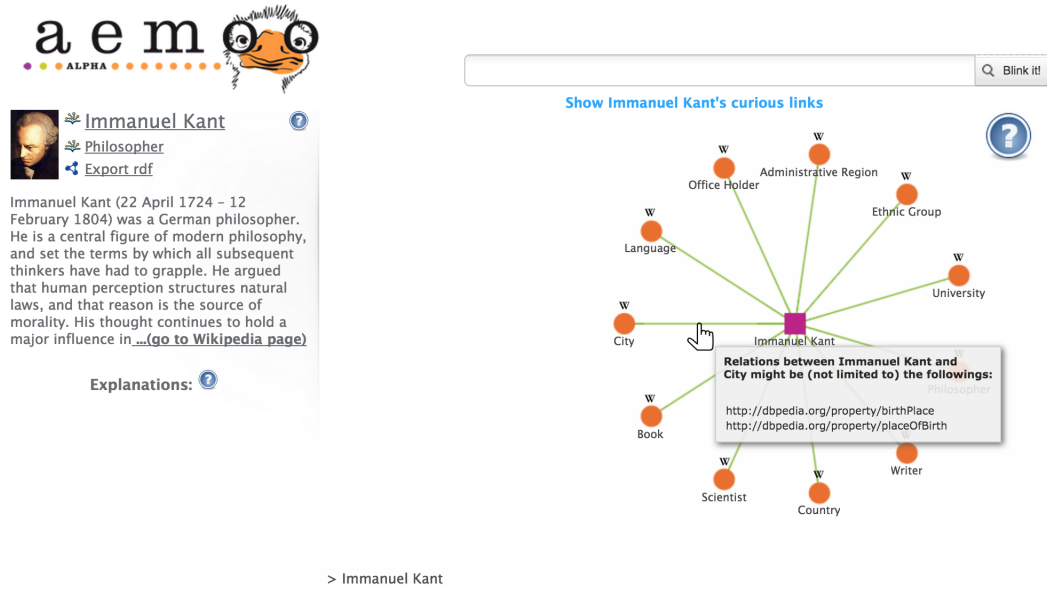 aemoo
ALPHA
Blink it!
Show Immanuel Kant's curious links
Immanuel Kant
?
Philosopher
Export rdf
Immanuel Kant (22 April 1724 – 12
February 1804) was a German philosopher.
He is a central figure of modern philosophy,
and set the terms by which all subsequent
thinkers have had to grapple. He argued
that human perception structures natural
laws, and that reason is the source of
morality. His thought continues to hold a
major influence in ...(go to Wikipedia page)
Explanations: ?
?
W
Administrative Region
W
Office Holder
W
Ethnic Group
W
Language
W
University
W
City
Immanuel Kant
Relations between Immanuel Kant and
City might be (not limited to) the followings:
http://dbpedia.org/property/birthPlace
http://dbpedia.org/property/placeOfBirth
Philosopher
W
Book
W
Writer
W
Scientist
W
Country
> Immanuel Kant